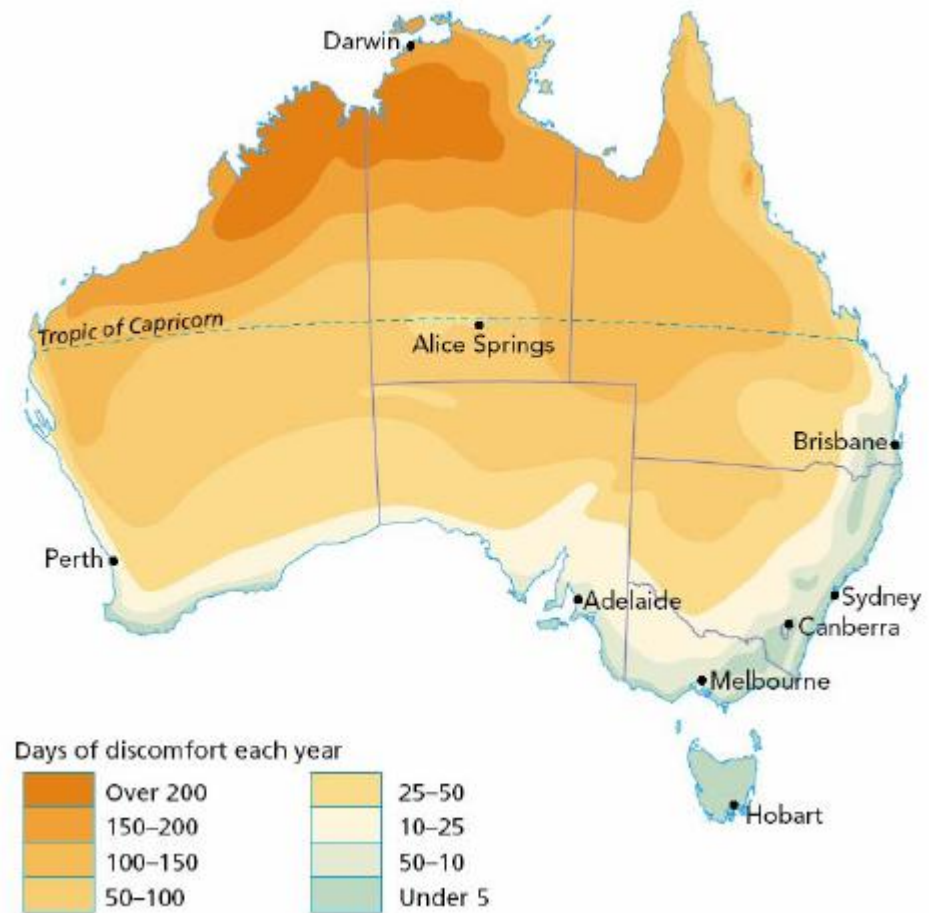 Darwin
Tropic of Capricorn
Alice Springs
Brisbane
Perth
Adelaide
Sydney
Canberra
Melbourne
Hobart
Days of discomfort each year
Over 200
150–200
100–150
50–100
25–50
10–25
50–10
Under 5